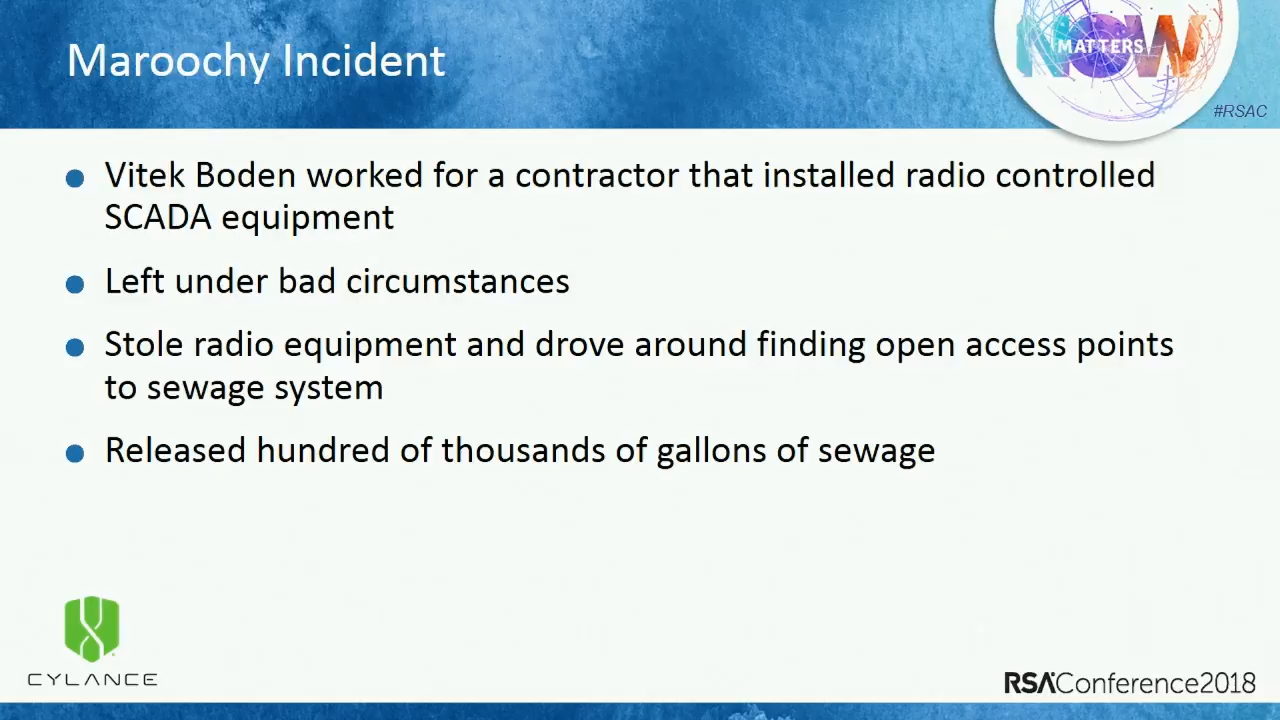 Maroochy Incident
NOW
MATTERS
#RSAC
Vitek Boden worked for a contractor that installed radio controlled
SCADA equipment
Left under bad circumstances
Stole radio equipment and drove around finding open access points
to sewage system
Released hundred of thousands of gallons of sewage
CYLANCE
RSAConference2018